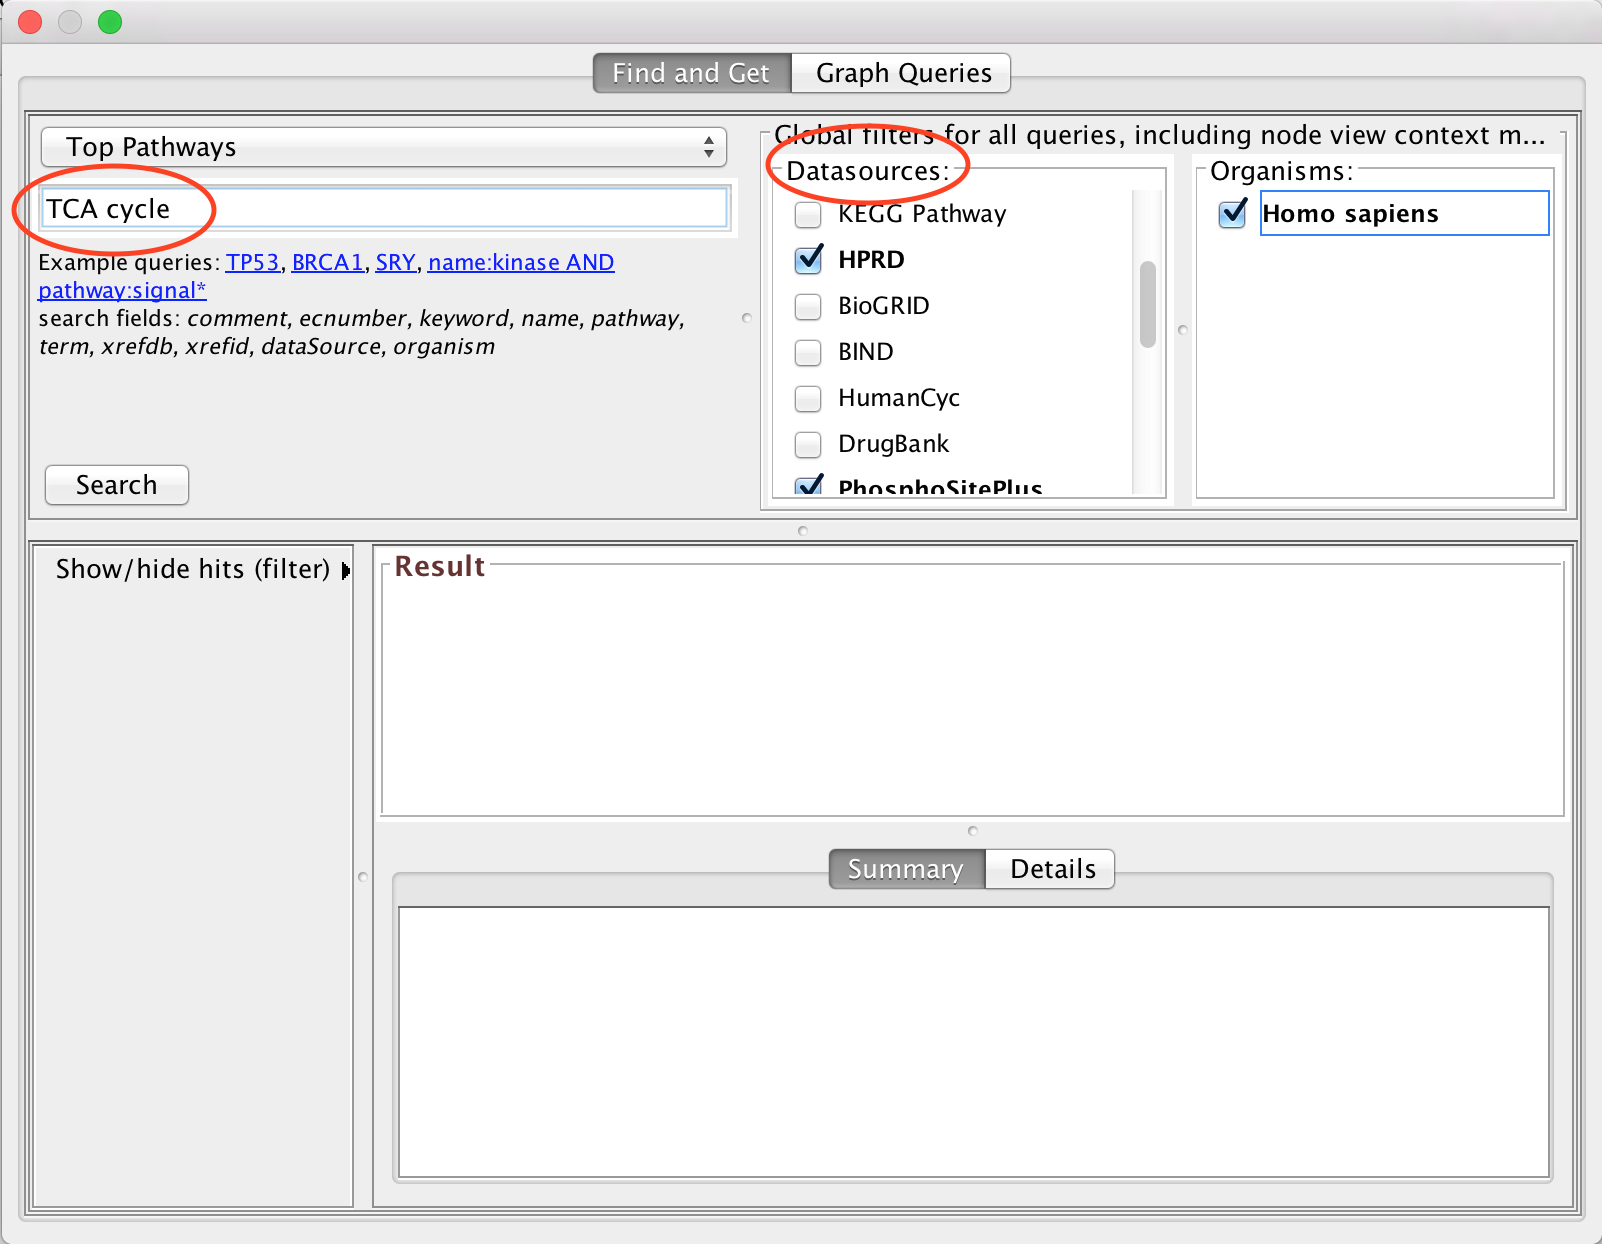 Find and Get
Graph Queries
Top Pathways
TCA cycle
Example queries: TP53, BRCA1, SRY, name:kinase AND
pathway:signal*
search fields: comment, ecnumber, keyword, name, pathway,
term, xrefdb, xrefid, dataSource, organism
Search
Global filters for all queries, including node view context m...
Datasources:
KEGG Pathway
HPRD
BioGRID
BIND
HumanCyc
DrugBank
PhosphoSitePlus
Organisms:
Homo sapiens
Show/hide hits (filter)
Result
Summary
Details